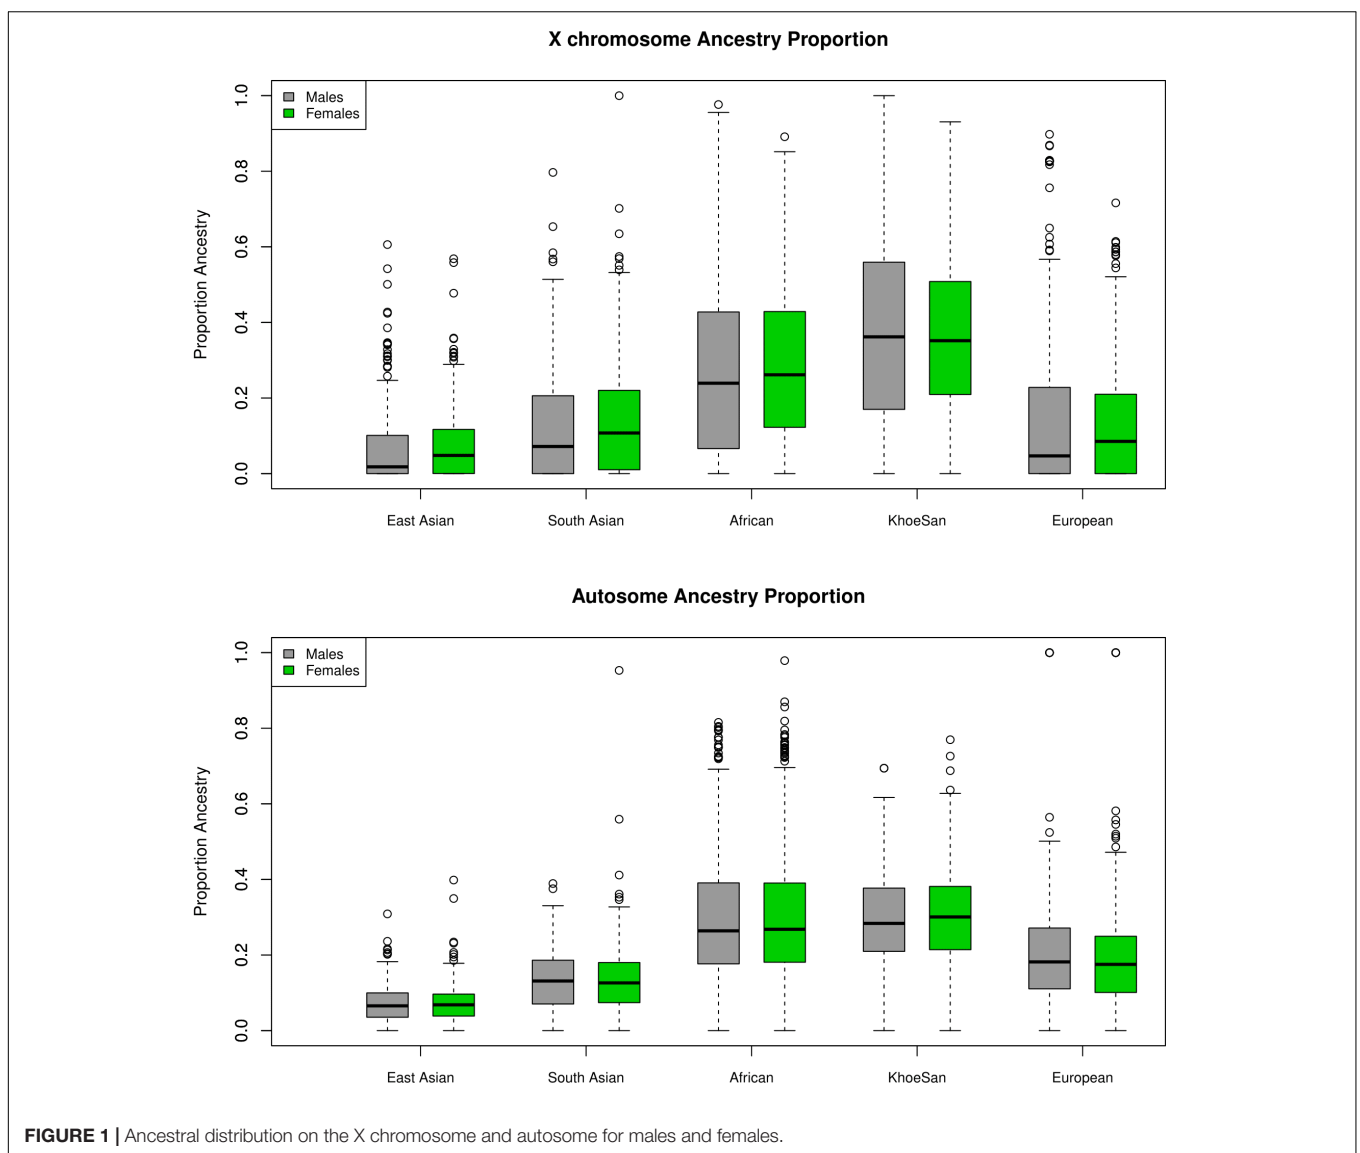 X chromosome Ancestry Proportion
Males
Females
Proportion Ancestry
1.0
0.8
0.6
0.4
0.2
0.0
East Asian South Asian African KhoeSan European
Autosome Ancestry Proportion
Males
Females
Proportion Ancestry
1.0
0.8
0.6
0.4
0.2
0.0
East Asian South Asian African KhoeSan European
FIGURE 1 | Ancestral distribution on the X chromosome and autosome for males and females.